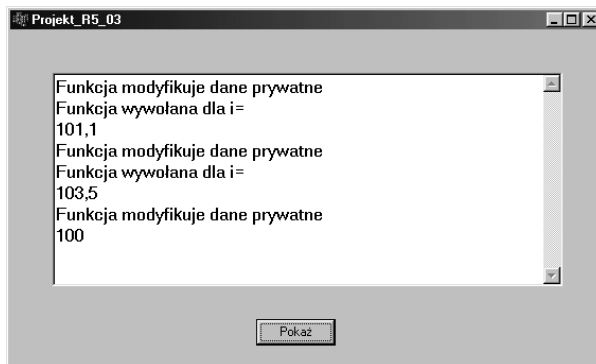 Projekt_R5_03
Funkcja modyfikuje dane prywatne
Funkcja wywołana dla i=
101,1
Funkcja modyfikuje dane prywatne
Funkcja wywołana dla i=
103,5
Funkcja modyfikuje dane prywatne
100
Pokaż